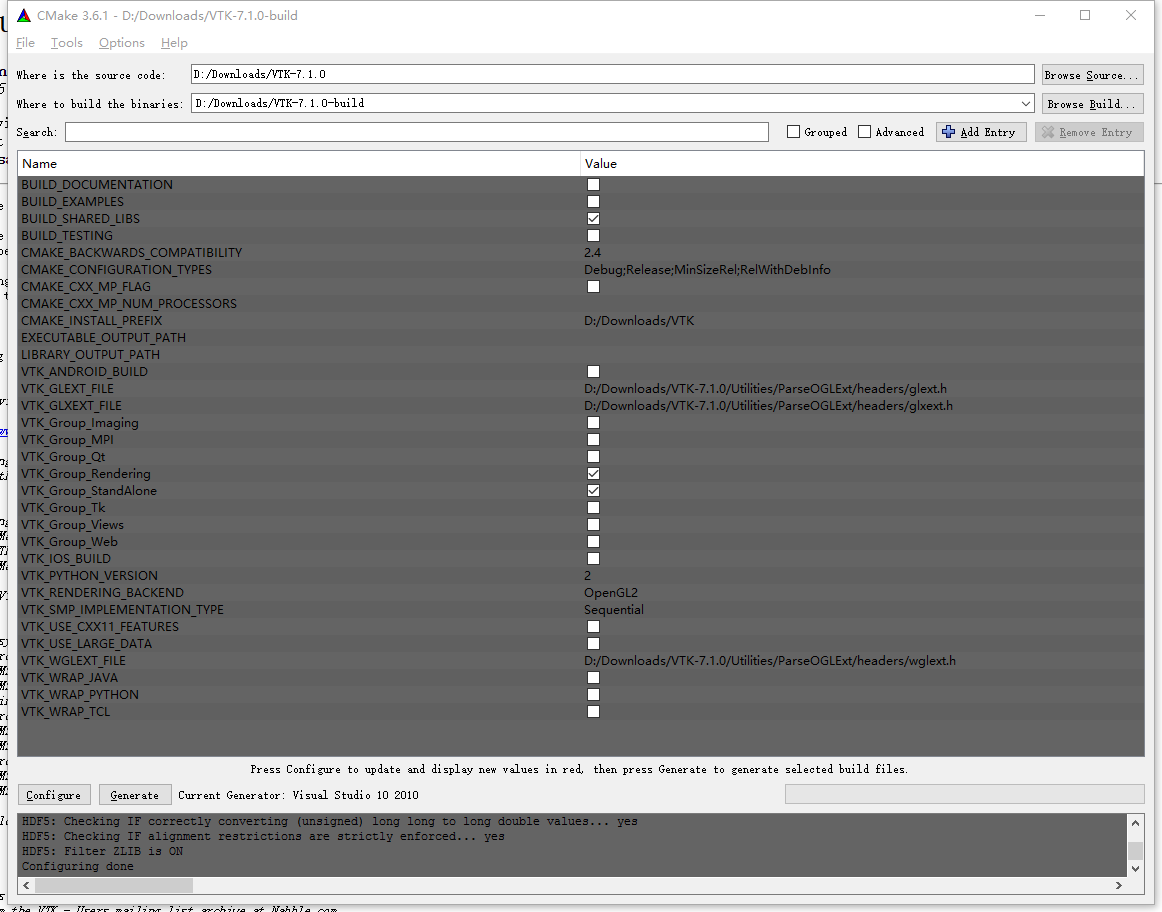 CMake 3.6.1 - D:/Downloads/VTK-7.1.0-build
File Tools Options Help
Where is the source code: D:/Downloads/VTK-7.1.0 Browse Source...
Where to build the binaries: D:/Downloads/VTK-7.1.0-build Browse Build...
Search: Grouped Advanced Add Entry Remove Entry
Name Value
BUILD_DOCUMENTATION
BUILD_EXAMPLES
BUILD_SHARED_LIBS
BUILD_TESTING
CMAKE_BACKWARDS_COMPATIBILITY 2.4
CMAKE_CONFIGURATION_TYPES Debug;Release;MinSizeRel;RelWithDebInfo
CMAKE_CXX_MP_FLAG
CMAKE_CXX_MP_NUM_PROCESSORS
CMAKE_INSTALL_PREFIX D:/Downloads/VTK
EXECUTABLE_OUTPUT_PATH
LIBRARY_OUTPUT_PATH
VTK_ANDROID_BUILD
VTK_GLEXT_FILE D:/Downloads/VTK-7.1.0/Utilities/ParseOGLExt/headers/glext.h
VTK_GLXEXT_FILE D:/Downloads/VTK-7.1.0/Utilities/ParseOGLExt/headers/glxext.h
VTK_Group_Imaging
VTK_Group_MPI
VTK_Group_Qt
VTK_Group_Rendering
VTK_Group_StandAlone
VTK_Group_Tk
VTK_Group_Views
VTK_Group_Web
VTK_IOS_BUILD
VTK_PYTHON_VERSION 2
VTK_RENDERING_BACKEND OpenGL2
VTK_SMP_IMPLEMENTATION_TYPE Sequential
VTK_USE_CXX11_FEATURES
VTK_USE_LARGE_DATA
VTK_WGLEXT_FILE D:/Downloads/VTK-7.1.0/Utilities/ParseOGLExt/headers/wglext.h
VTK_WRAP_JAVA
VTK_WRAP_PYTHON
VTK_WRAP_TCL
Press Configure to update and display new values in red, then press Generate to generate selected build files.
Configure Generate Current Generator: Visual Studio 10 2010
HDF5: Checking IF correctly converting (unsigned) long long to long double values... yes
HDF5: Checking IF alignment restrictions are strictly enforced... yes
HDF5: Filter ZLIB is ON
Configuring done
the VTK - Users mailing list archive at Nabble.com